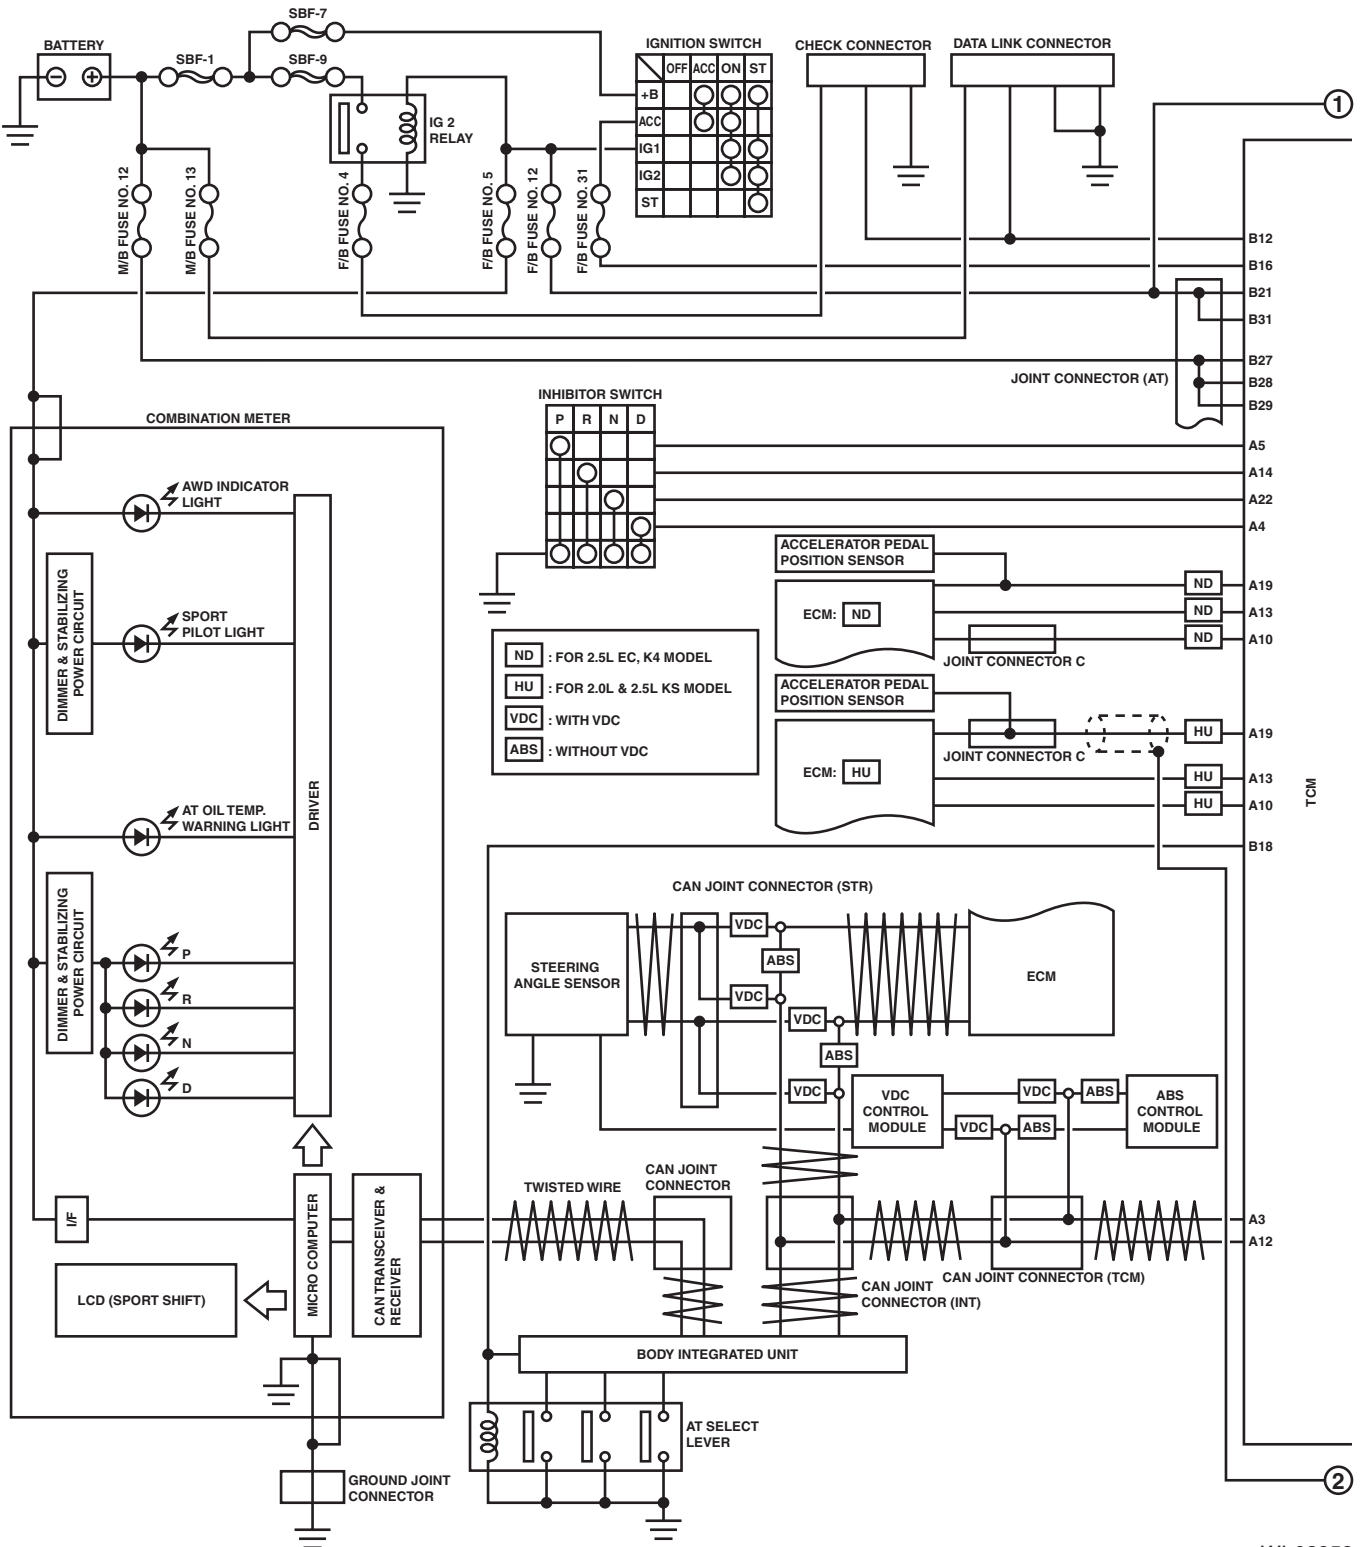 SBF-7
BATTERY
SBF-1
SBF-9
IG 2
RELAY
IGNITION SWITCH
OFF ACC ON ST
+B
ACC
IG1
IG2
ST
CHECK CONNECTOR
DATA LINK CONNECTOR
1
M/B FUSE NO. 12
M/B FUSE NO. 13
F/B FUSE NO. 4
F/B FUSE NO. 5
F/B FUSE NO. 12
F/B FUSE NO. 31
B12
B16
B21
B31
B27
B28
B29
JOINT CONNECTOR (AT)
INHIBITOR SWITCH
P R N D
A5
A14
A22
A4
COMBINATION METER
AWD INDICATOR
LIGHT
DIMMER & STABILIZING
POWER CIRCUIT
SPORT
PILOT LIGHT
AT OIL TEMP.
WARNING LIGHT
DRIVER
DIMMER & STABILIZING
POWER CIRCUIT
P
R
N
D
ACCELERATOR PEDAL
POSITION SENSOR
ECM: ND
ND A19
ND A13
ND A10
JOINT CONNECTOR C
ND : FOR 2.5L EC, K4 MODEL
HU : FOR 2.0L & 2.5L KS MODEL
VDC : WITH VDC
ABS : WITHOUT VDC
ACCELERATOR PEDAL
POSITION SENSOR
ECM: HU
JOINT CONNECTOR C
HU A19
HU A13
HU A10
TCM
B18
CAN JOINT CONNECTOR (STR)
STEERING
ANGLE SENSOR
VDC
ABS
VDC
VDC
ABS
VDC
ECM
VDC
CONTROL
MODULE
VDC
ABS
VDC
ABS
ABS
CONTROL
MODULE
I/F
MICRO COMPUTER
CAN TRANSCEIVER &
RECEIVER
TWISTED WIRE
CAN JOINT
CONNECTOR
A3
A12
CAN JOINT CONNECTOR (TCM)
CAN JOINT
CONNECTOR (INT)
LCD (SPORT SHIFT)
BODY INTEGRATED UNIT
AT SELECT
LEVER
GROUND JOINT
CONNECTOR
2